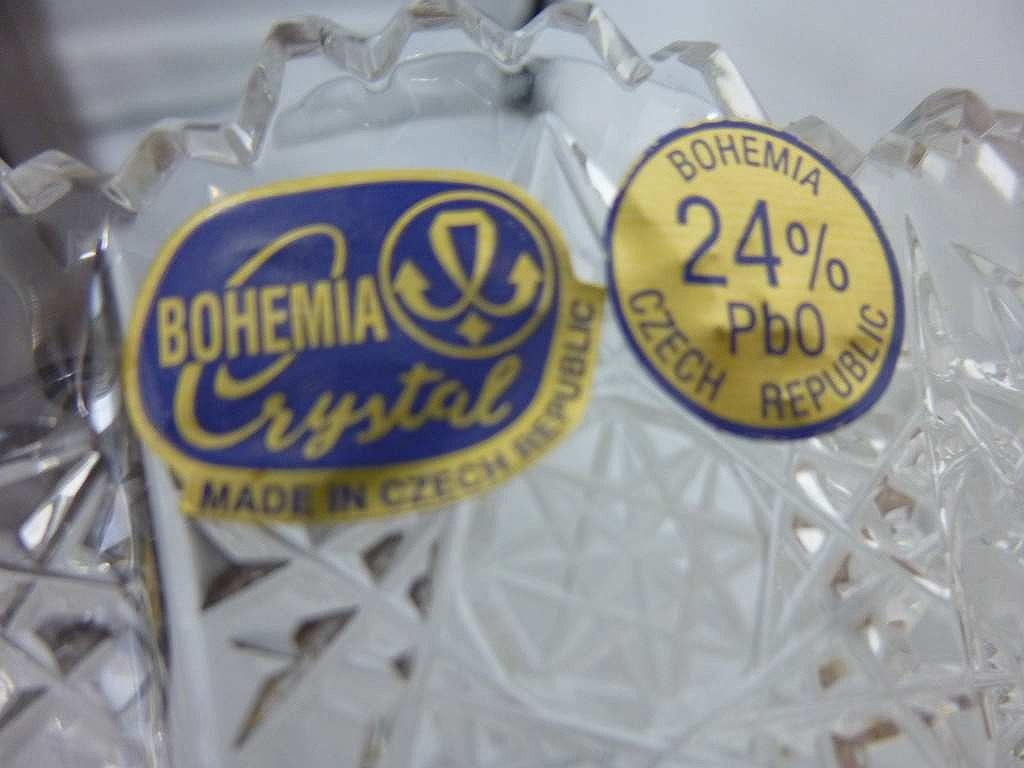 BOHEMIA
Crystal
MADE IN CZECH REPUBLIC
BOHEMIA
24%
PbO
CZECH REPUBLIC